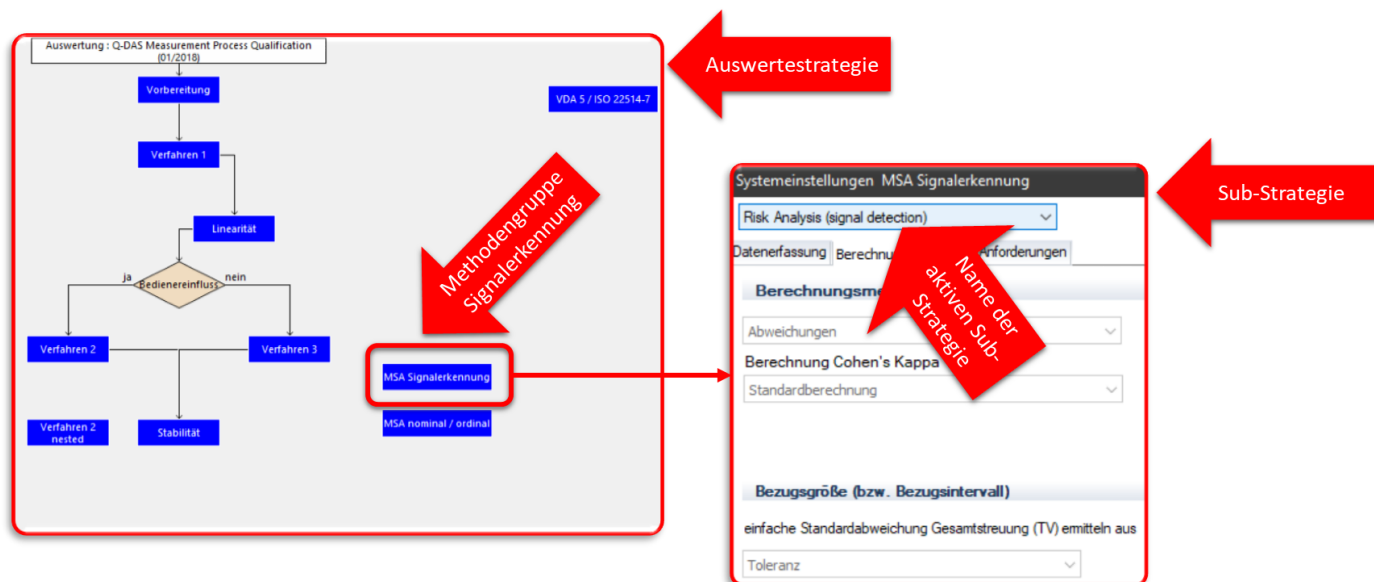 Auswertung : Q-DAS Measurement Process Qualification
(01/2018)
Vorbereitung
VDA 5 / ISO 22514-7
Verfahren 1
Linearität
ja
Bedienereinfluss
nein
Verfahren 2
Verfahren 3
MSA Signalerkennung
MSA nominal / ordinal
Verfahren 2
nested
Stabilität
Auswertestrategie
Methodengruppe
Signalerkennung
Sub-Strategie
Systemeinstellungen MSA Signalerkennung
Risk Analysis (signal detection)
Datenerfassung
Anforderungen
Name der
aktiven Sub-
Strategie
Abweichungen
Berechnung Cohen's Kappa
Standardberechnung
Bezugsgröße (bzw. Bezugsintervall)
einfache Standardabweichung Gesamtstreuung (TV) ermitteln aus
Toleranz